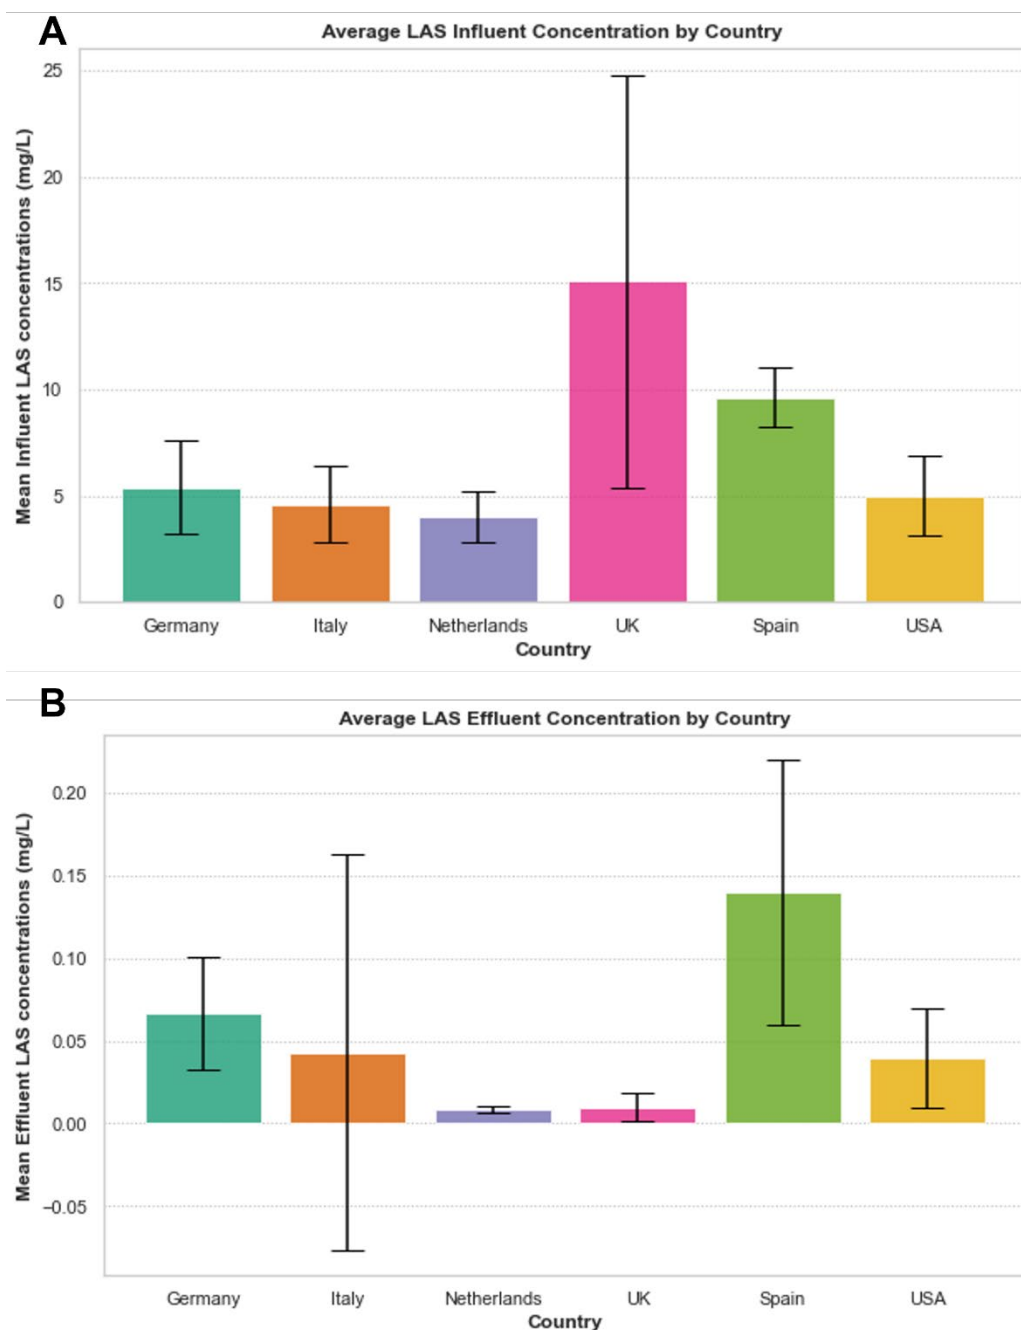 A
Average LAS Influent Concentration by Country
Mean Influent LAS concentrations (mg/L)
25
20
15
10
5
0
Germany Italy Netherlands UK Spain USA
Country
B
Average LAS Effluent Concentration by Country
Mean Effluent LAS concentrations (mg/L)
0.20
0.15
0.10
0.05
0.00
−0.05
Germany Italy Netherlands UK Spain USA
Country